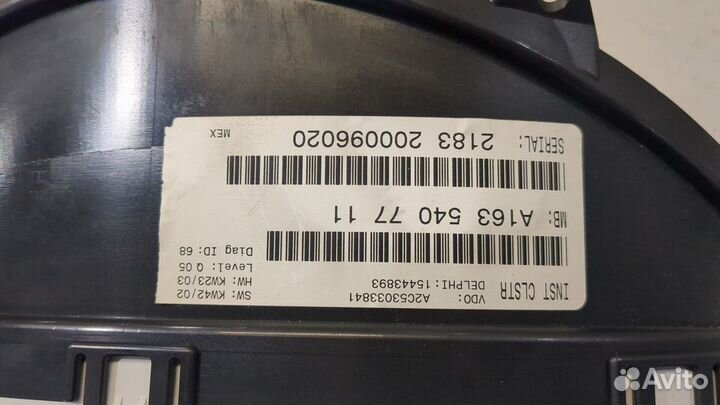 INST CLSTR
VDO: A2C53033841
DELPHI: 15443893
SW: KW42/02
HW: KW23/03
Level: Q 05
Diag ID: 68
MB: A163 540 77 11
SERIAL: 2183 200096020
MEX
Avito